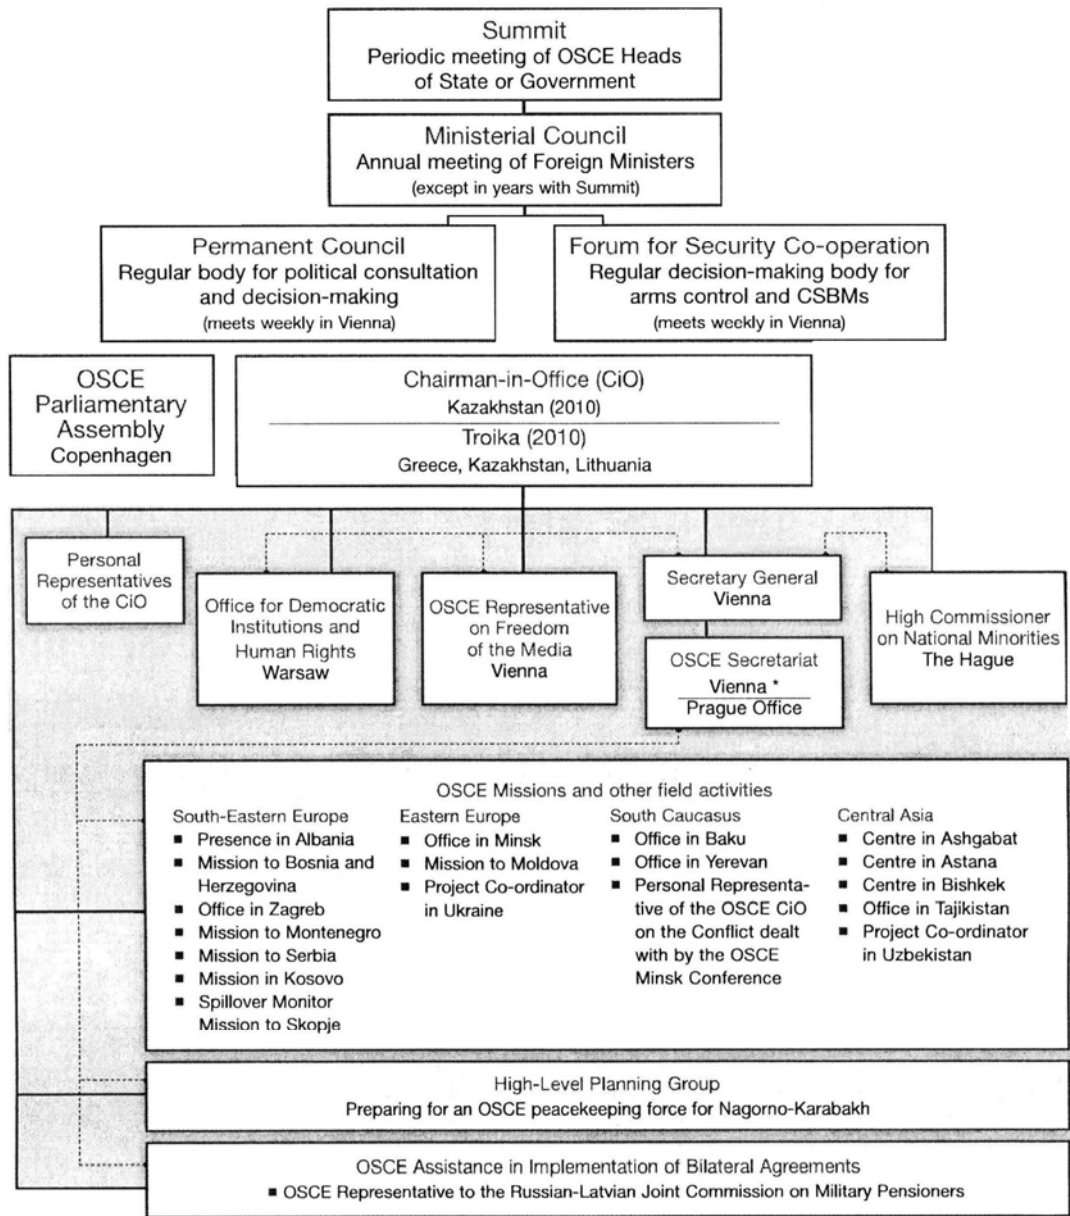 Summit
Periodic meeting of OSCE Heads
of State or Government
Ministerial Council
Annual meeting of Foreign Ministers
(except in years with Summit)
Permanent Council
Regular body for political consultation
and decision-making
(meets weekly in Vienna)
Forum for Security Co-operation
Regular decision-making body for
arms control and CSBMs
(meets weekly in Vienna)
OSCE
Parliamentary
Assembly
Copenhagen
Chairman-in-Office (CiO)
Kazakhstan (2010)
Troika (2010)
Greece, Kazakhstan, Lithuania
Personal
Representatives
of the CiO
Office for Democratic
Institutions and
Human Rights
Warsaw
OSCE Representative
on Freedom
of the Media
Vienna
Secretary General
Vienna
OSCE Secretariat
Vienna *
Prague Office
High Commissioner
on National Minorities
The Hague
OSCE Missions and other field activities
South-Eastern Europe
■ Presence in Albania
■ Mission to Bosnia and
Herzegovina
■ Office in Zagreb
■ Mission to Montenegro
■ Mission to Serbia
■ Mission in Kosovo
■ Spillover Monitor
Mission to Skopje
Eastern Europe
■ Office in Minsk
■ Mission to Moldova
■ Project Co-ordinator
in Ukraine
South Caucasus
■ Office in Baku
■ Office in Yerevan
■ Personal Representa-
tive of the OSCE CiO
on the Conflict dealt
with by the OSCE
Minsk Conference
Central Asia
■ Centre in Ashgabat
■ Centre in Astana
■ Centre in Bishkek
■ Office in Tajikistan
■ Project Co-ordinator
in Uzbekistan
High-Level Planning Group
Preparing for an OSCE peacekeeping force for Nagorno-Karabakh
OSCE Assistance in Implementation of Bilateral Agreements
■ OSCE Representative to the Russian-Latvian Joint Commission on Military Pensioners